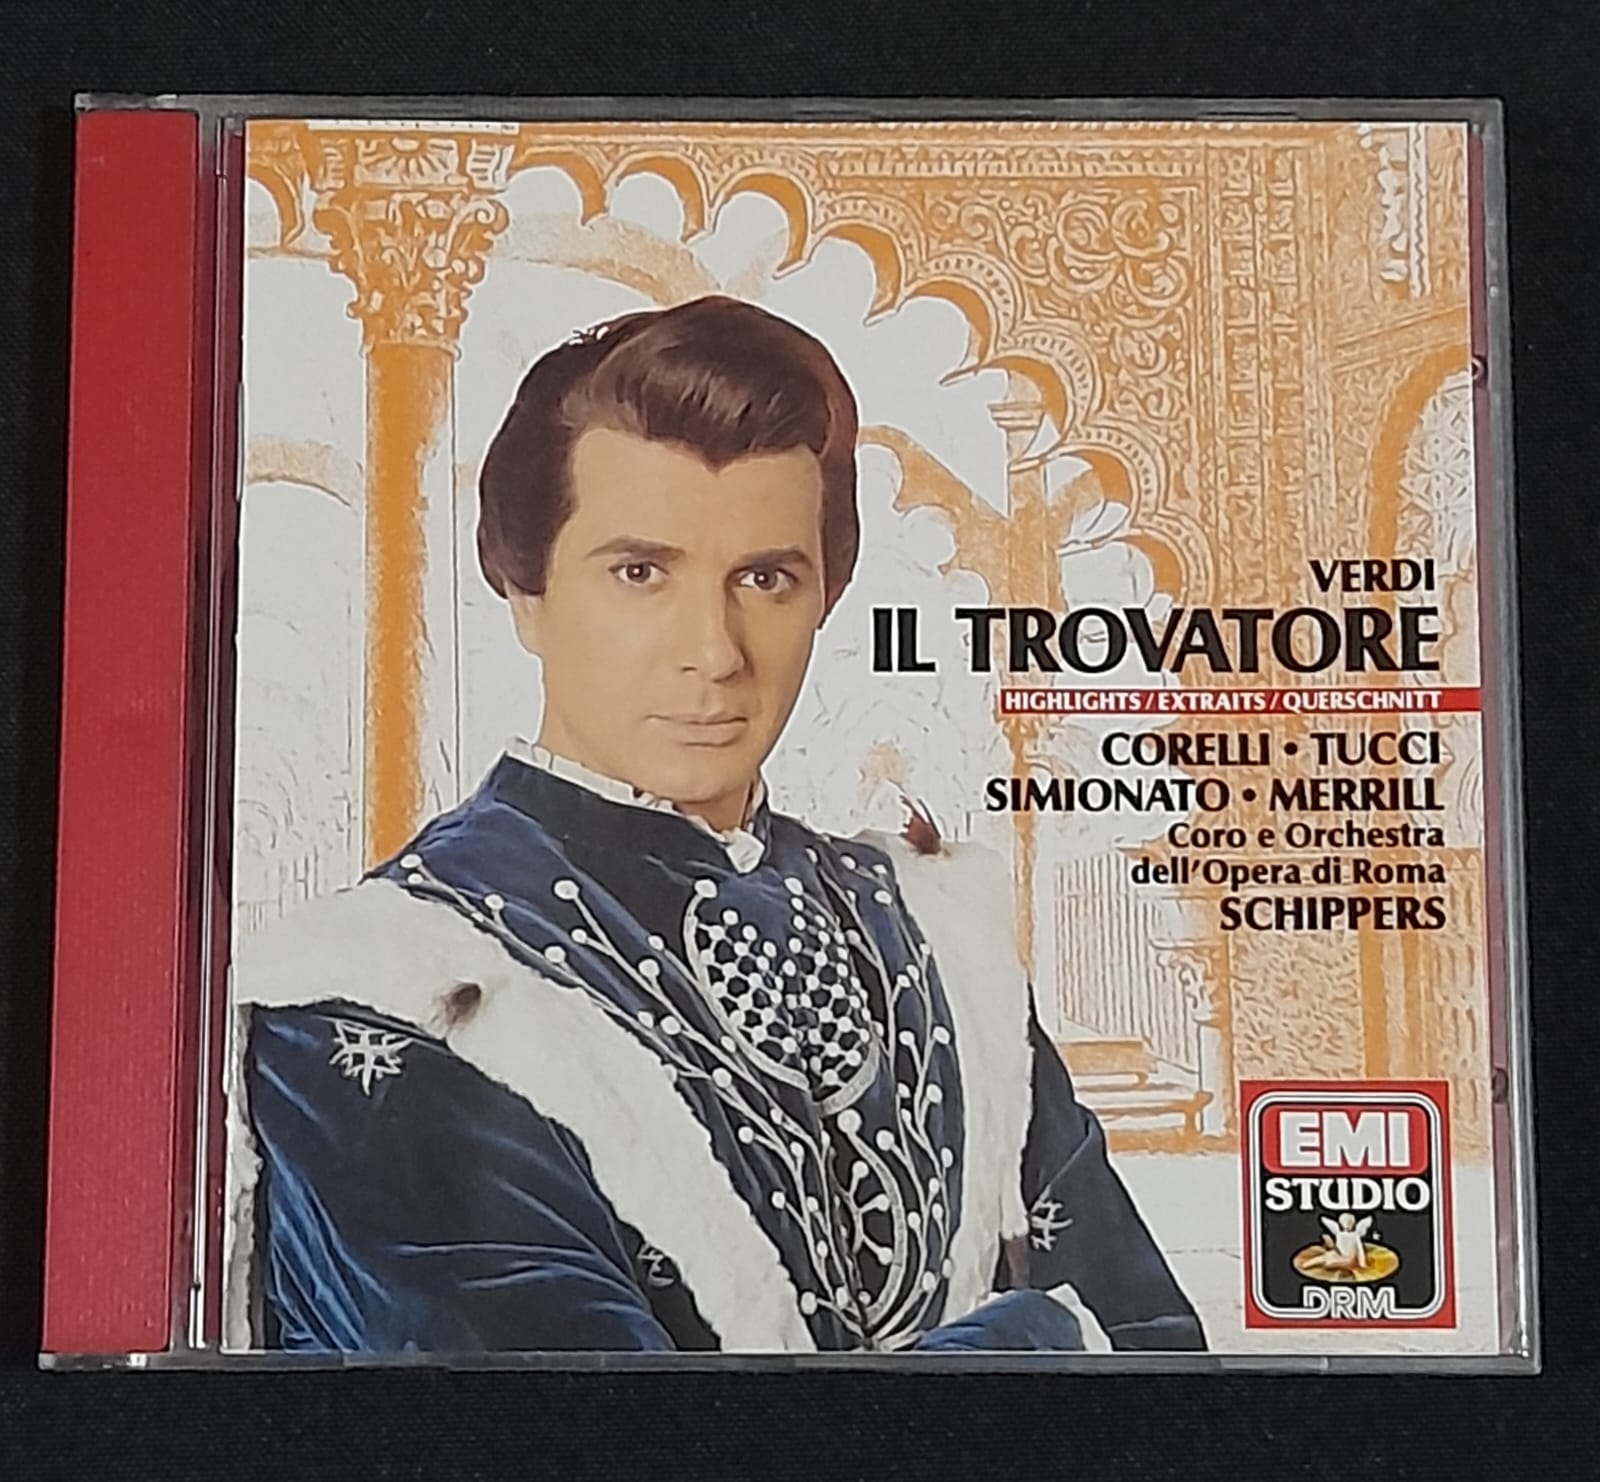 VERDI
IL TROVATORE
HIGHLIGHTS/EXTRAITS/QUERSCHNITT
CORELLI • TUCCI
SIMIONATO • MERRILL
Coro e Orchestra
dell'Opera di Roma
SCHIPPERS
EMI
STUDIO
DRM